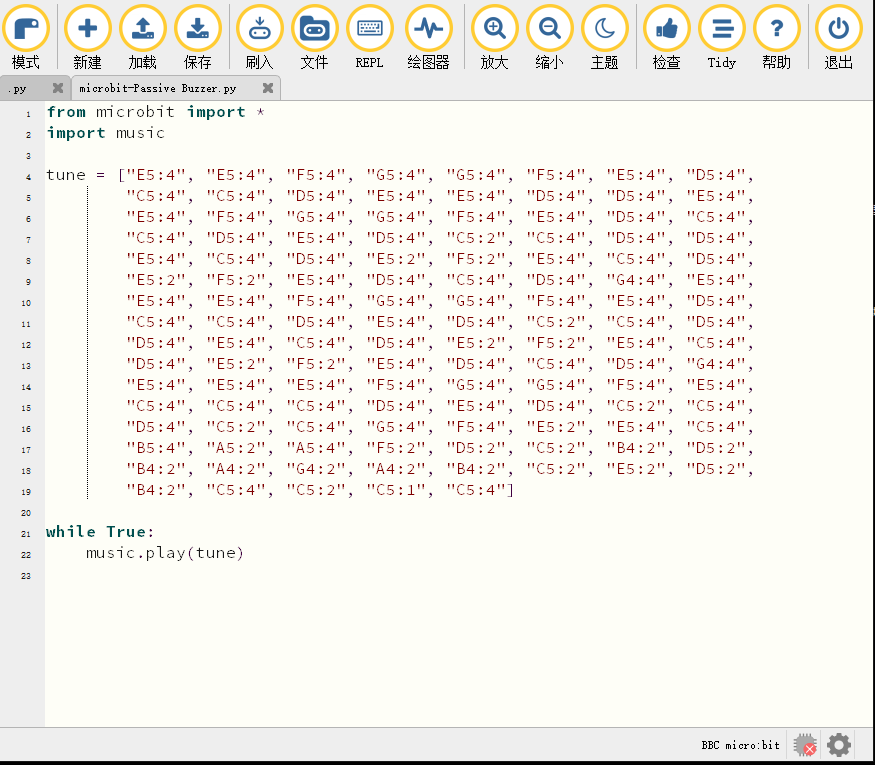 模式 新建 加载 保存 刷入 文件 REPL 绘图器 放大 缩小 主题 检查 Tidy 帮助 退出
.py microbit-Passive Buzzer.py
1 from microbit import *
2 import music
3
4 tune = ["E5:4", "E5:4", "F5:4", "G5:4", "G5:4", "F5:4", "E5:4", "D5:4",
5 "C5:4", "C5:4", "D5:4", "E5:4", "E5:4", "D5:4", "D5:4", "E5:4",
6 "E5:4", "F5:4", "G5:4", "G5:4", "F5:4", "E5:4", "D5:4", "C5:4",
7 "C5:4", "D5:4", "E5:4", "D5:4", "C5:2", "C5:4", "D5:4", "D5:4",
8 "E5:4", "C5:4", "D5:4", "E5:2", "F5:2", "E5:4", "C5:4", "D5:4",
9 "E5:2", "F5:2", "E5:4", "D5:4", "C5:4", "D5:4", "G4:4", "E5:4",
10 "E5:4", "E5:4", "F5:4", "G5:4", "G5:4", "F5:4", "E5:4", "D5:4",
11 "C5:4", "C5:4", "D5:4", "E5:4", "D5:4", "C5:2", "C5:4", "D5:4",
12 "D5:4", "E5:4", "C5:4", "D5:4", "E5:2", "F5:2", "E5:4", "C5:4",
13 "D5:4", "E5:2", "F5:2", "E5:4", "D5:4", "C5:4", "D5:4", "G4:4",
14 "E5:4", "E5:4", "E5:4", "F5:4", "G5:4", "G5:4", "F5:4", "E5:4",
15 "C5:4", "C5:4", "C5:4", "D5:4", "E5:4", "D5:4", "C5:2", "C5:4",
16 "D5:4", "C5:2", "C5:4", "G5:4", "F5:4", "E5:2", "E5:4", "C5:4",
17 "B5:4", "A5:2", "A5:4", "F5:2", "D5:2", "C5:2", "B4:2", "D5:2",
18 "B4:2", "A4:2", "G4:2", "A4:2", "B4:2", "C5:2", "E5:2", "D5:2",
19 "B4:2", "C5:4", "C5:2", "C5:1", "C5:4"]
20
21 while True:
22 music.play(tune)
23
BBC micro:bit